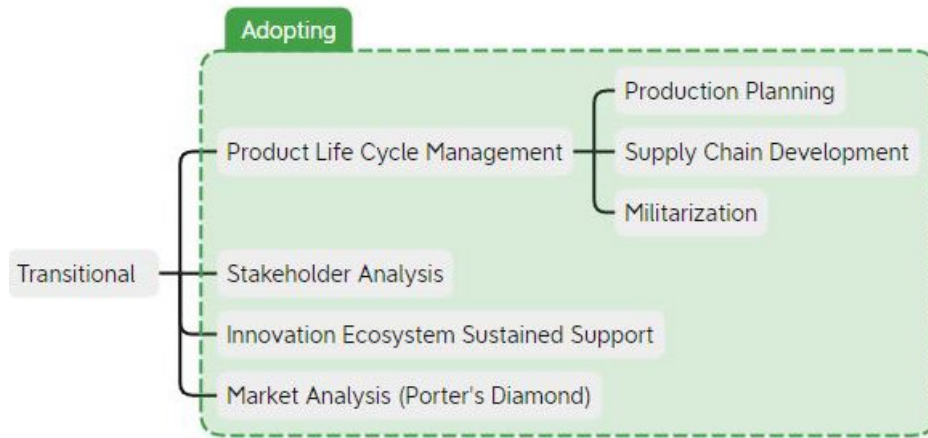 Adopting
Production Planning
Product Life Cycle Management
Supply Chain Development
Militarization
Transitional
Stakeholder Analysis
Innovation Ecosystem Sustained Support
Market Analysis (Porter's Diamond)